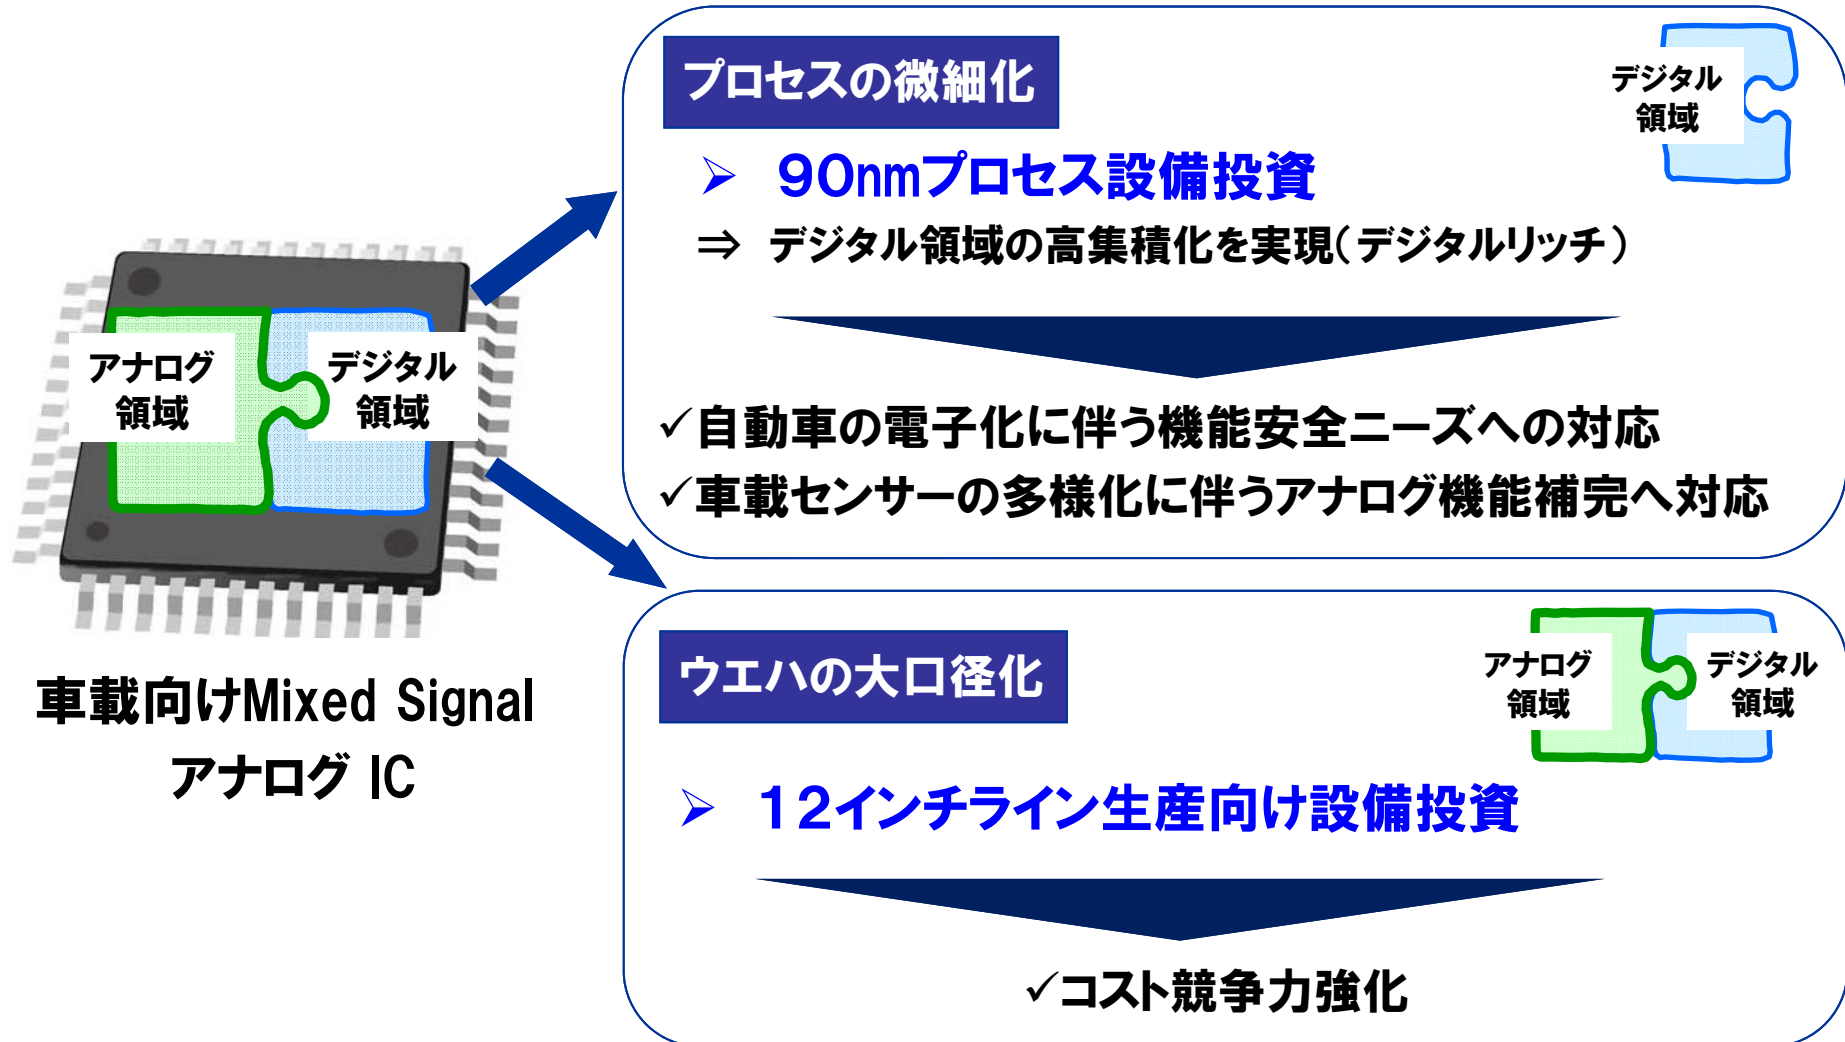 プロセスの微細化
デジタル
領域
➢ 90nmプロセス設備投資
⇒ デジタル領域の高集積化を実現(デジタルリッチ)
✓自動車の電子化に伴う機能安全ニーズへの対応
✓車載センサーの多様化に伴うアナログ機能補完へ対応
アナログ
領域
デジタル
領域
車載向けMixed Signal
アナログ IC
ウエハの大口径化
アナログ
領域
デジタル
領域
➢ 12インチライン生産向け設備投資
✓コスト競争力強化